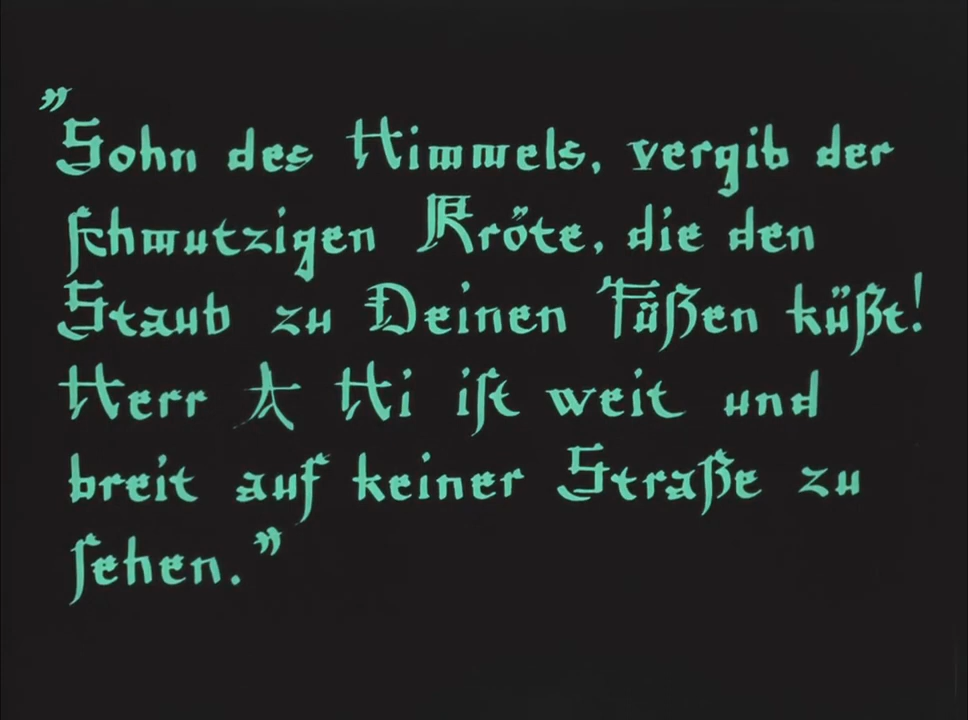 "Sohn des Himmels, vergib der
ſchmutzigen Kröte, die den
Staub zu Deinen Füßen küßt!
Herr A Hi iſt weit und
breit auf keiner Straße zu
ſehen."